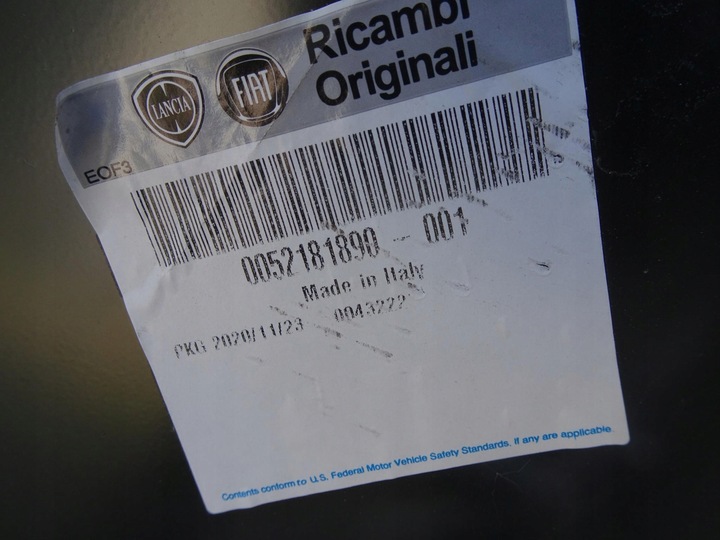 Ricambi
Originali
LANCIA
FIAT
EOF3
0052181890 - 001
Made in Italy
PKG 2020/11/23 0043222
Contents conform to U.S. Federal Motor Vehicle Safety Standards, if any are applicable.